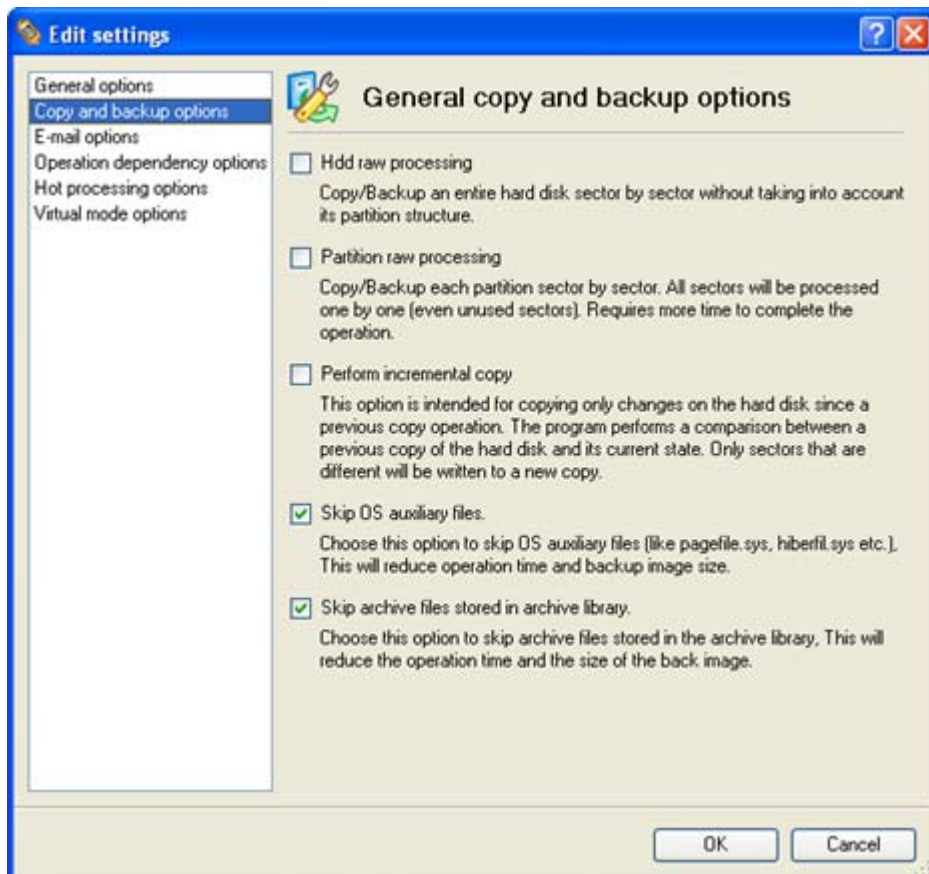 Edit settings
General options
Copy and backup options
E-mail options
Operation dependency options
Hot processing options
Virtual mode options
General copy and backup options
Hdd raw processing
Copy/Backup an entire hard disk sector by sector without taking into account
its partition structure.
Partition raw processing
Copy/Backup each partition sector by sector. All sectors will be processed
one by one (even unused sectors). Requires more time to complete the
operation.
Perform incremental copy
This option is intended for copying only changes on the hard disk since a
previous copy operation. The program performs a comparison between a
previous copy of the hard disk and its current state. Only sectors that are
different will be written to a new copy.
Skip OS auxiliary files.
Choose this option to skip OS auxiliary files (like pagefile.sys, hiberfil.sys etc.),
This will reduce operation time and backup image size.
Skip archive files stored in archive library.
Choose this option to skip archive files stored in the archive library, This will
reduce the operation time and the size of the back image.
OK
Cancel